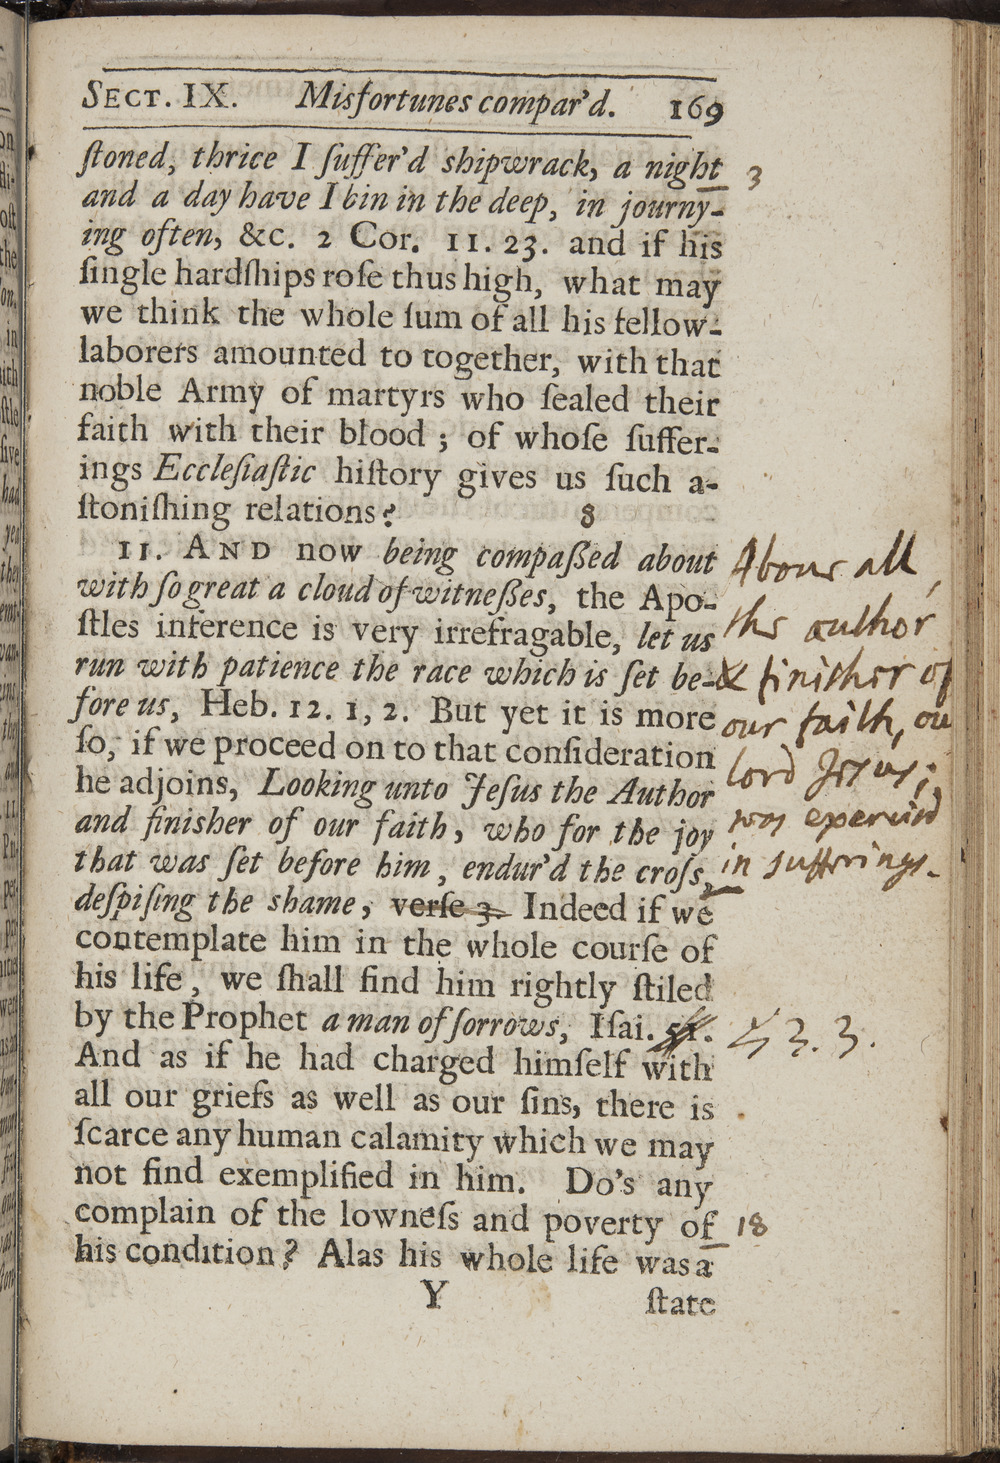 SECT. IX. Misfortunes compar'd. 169
ſtoned, thrice I ſuffer'd shipwrack, a night 3
and a day have I bin in the deep, in journy-
ing often, &c. 2 Cor. 11. 23. and if his
ſingle hardſhips roſe thus high, what may
we think the whole ſum of all his fellow-
laborers amounted to together, with that
noble Army of martyrs who ſealed their
faith with their blood ; of whoſe ſuffer-
ings Eccleſiaſtic hiſtory gives us ſuch a-
ſtoniſhing relations? 8
11. AND now being compaßed about
with ſo great a cloud of witneßes, the Apo-
ſtles inference is very irrefragable, let us
run with patience the race which is ſet be-
fore us, Heb. 12. 1, 2. But yet it is more
ſo, if we proceed on to that conſideration
he adjoins, Looking unto Jeſus the Author
and finisher of our faith, who for the joy
that was ſet before him, endur'd the croſs,
deſpiſing the shame, verſe 3. Indeed if we
contemplate him in the whole courſe of
his life, we ſhall find him rightly ſtiled
by the Prophet a man of ſorrows, Iſai.
And as if he had charged himſelf with
all our griefs as well as our ſins, there is
ſcarce any human calamity which we may
not find exemplified in him. Do's any
complain of the lowneſs and poverty of 18
his condition? Alas his whole life was a
Y ſtate
Above all,
the author
& finisher of
our faith, ou
lord Jesus;
was
in sufferings.
53. 3.